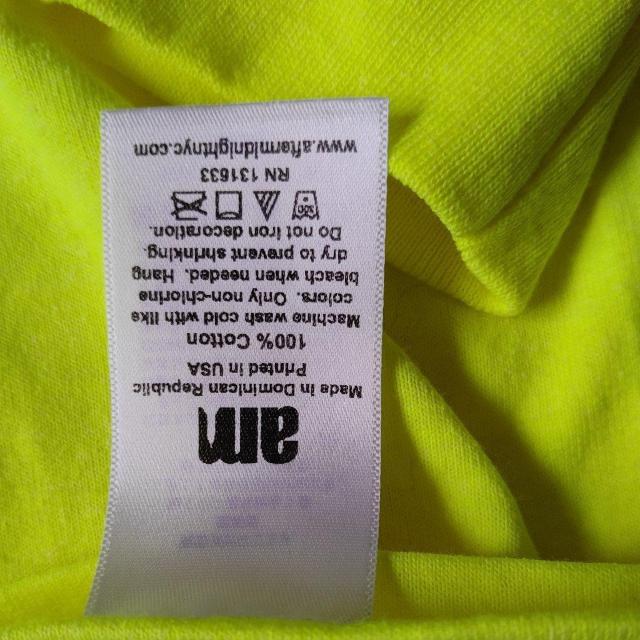 am
Made in Dominican Republic
Printed in USA
100% Cotton
Machine wash cold with like
colors. Only non-chlorine
bleach when needed. Hang
dry to prevent shrinking.
Do not iron decoration.
RN 131633
www.aftermidnightnyc.com